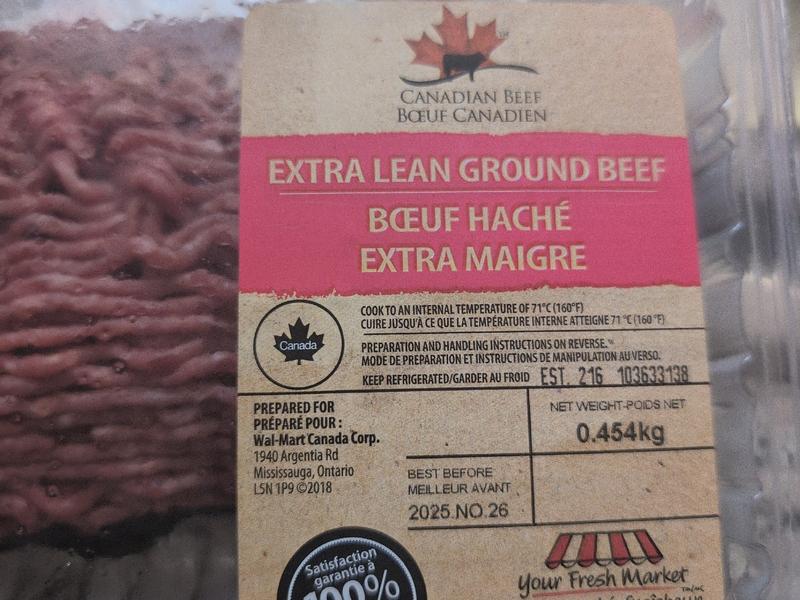 CANADIAN BEEF
BŒUF CANADIEN
EXTRA LEAN GROUND BEEF
BŒUF HACHÉ
EXTRA MAIGRE
Canada
COOK TO AN INTERNAL TEMPERATURE OF 71°C (160°F)
CUIRE JUSQU'À CE QUE LA TEMPÉRATURE INTERNE ATTEIGNE 71 °C (160 °F)
PREPARATION AND HANDLING INSTRUCTIONS ON REVERSE.
MODE DE PREPARATION ET INSTRUCTIONS DE MANIPULATION AU VERSO.
KEEP REFRIGERATED/GARDER AU FROID EST. 216 103633138
PREPARED FOR
PRÉPARÉ POUR :
Wal-Mart Canada Corp.
1940 Argentia Rd
Mississauga, Ontario
L5N 1P9 ©2018
NET WEIGHT-POIDS NET
0.454kg
BEST BEFORE
MEILLEUR AVANT
2025.NO.26
Satisfaction
garantie à
100%
Your Fresh Market